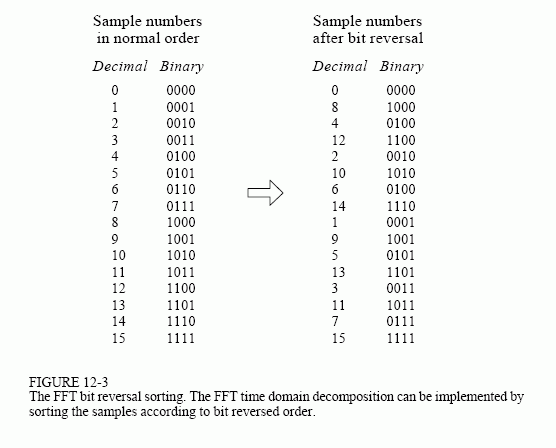 Sample numbers Sample numbers
in normal order after bit reversal
Decimal Binary Decimal Binary
0 0000 0 0000
1 0001 8 1000
2 0010 4 0100
3 0011 12 1100
4 0100 2 0010
5 0101 10 1010
6 0110 6 0100
7 0111 14 1110
8 1000 1 0001
9 1001 9 1001
10 1010 5 0101
11 1011 13 1101
12 1100 3 0011
13 1101 11 1011
14 1110 7 0111
15 1111 15 1111
FIGURE 12-3
The FFT bit reversal sorting. The FFT time domain decomposition can be implemented by
sorting the samples according to bit reversed order.